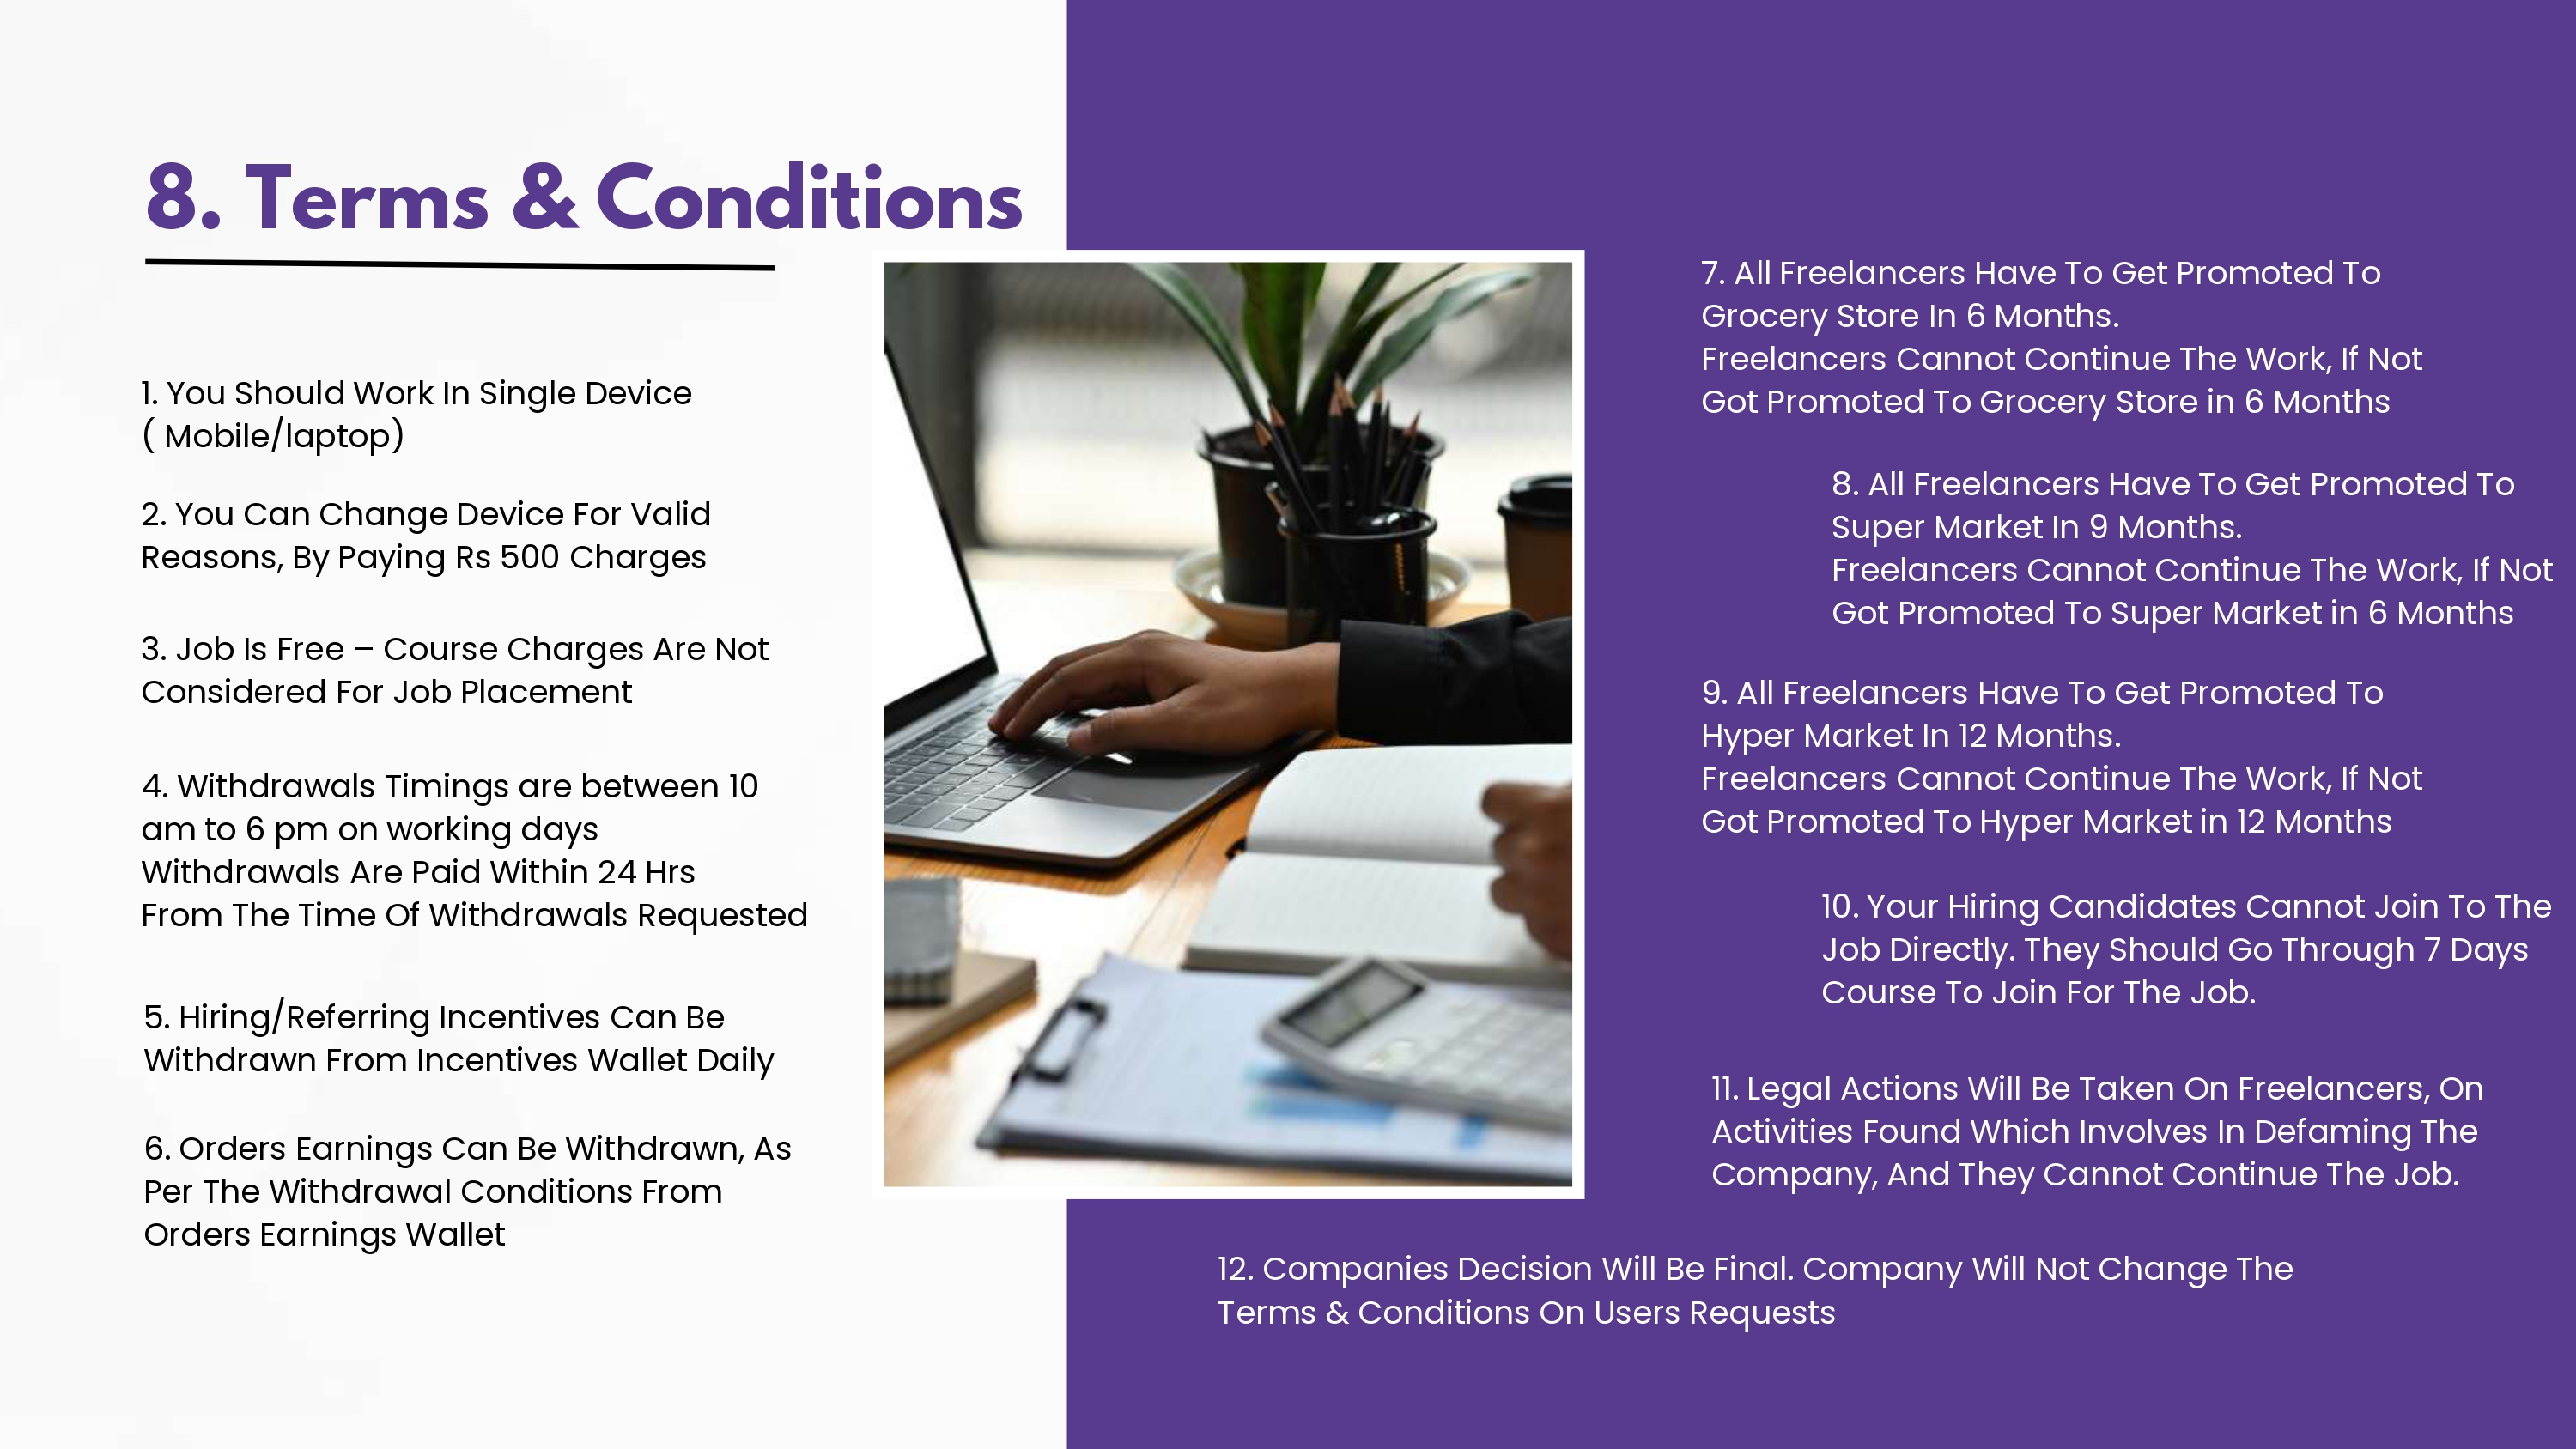 8. Terms & Conditions
1. You Should Work In Single Device
( Mobile/laptop)
2. You Can Change Device For Valid
Reasons, By Paying Rs 500 Charges
3. Job Is Free – Course Charges Are Not
Considered For Job Placement
4. Withdrawals Timings are between 10
am to 6 pm on working days
Withdrawals Are Paid Within 24 Hrs
From The Time Of Withdrawals Requested
5. Hiring/Referring Incentives Can Be
Withdrawn From Incentives Wallet Daily
6. Orders Earnings Can Be Withdrawn, As
Per The Withdrawal Conditions From
Orders Earnings Wallet
7. All Freelancers Have To Get Promoted To
Grocery Store In 6 Months.
Freelancers Cannot Continue The Work, If Not
Got Promoted To Grocery Store in 6 Months
8. All Freelancers Have To Get Promoted To
Super Market In 9 Months.
Freelancers Cannot Continue The Work, If Not
Got Promoted To Super Market in 6 Months
9. All Freelancers Have To Get Promoted To
Hyper Market In 12 Months.
Freelancers Cannot Continue The Work, If Not
Got Promoted To Hyper Market in 12 Months
10. Your Hiring Candidates Cannot Join To The
Job Directly. They Should Go Through 7 Days
Course To Join For The Job.
11. Legal Actions Will Be Taken On Freelancers, On
Activities Found Which Involves In Defaming The
Company, And They Cannot Continue The Job.
12. Companies Decision Will Be Final. Company Will Not Change The
Terms & Conditions On Users Requests